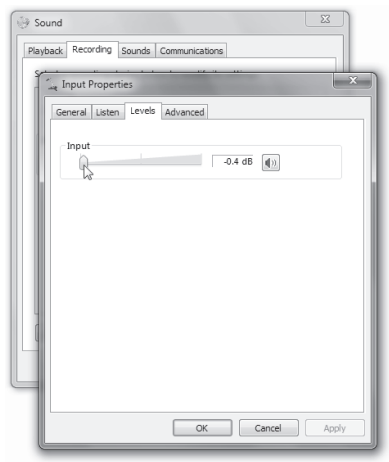 Sound
Playback Recording Sounds Communications
Input Properties
General Listen Levels Advanced
Input
-0.4 dB
OK Cancel Apply